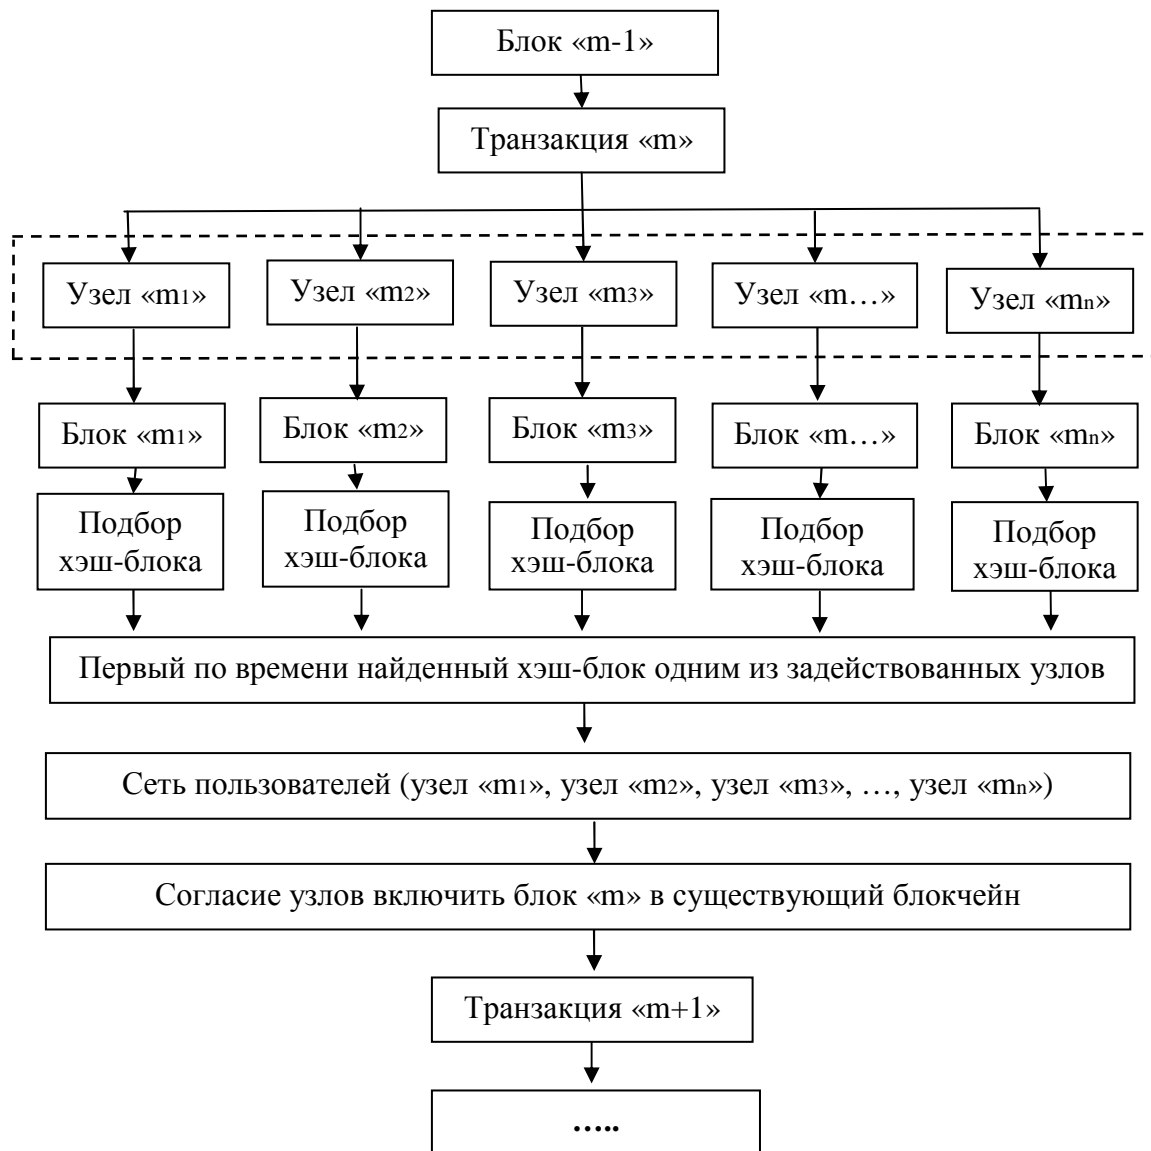 Блок «m-1»
Транзакция «m»
Узел «m1»
Узел «m2»
Узел «m3»
Узел «m…»
Узел «mn»
Блок «m1»
Блок «m2»
Блок «m3»
Блок «m…»
Блок «mn»
Подбор
хэш-блока
Подбор
хэш-блока
Подбор
хэш-блока
Подбор
хэш-блока
Подбор
хэш-блока
Первый по времени найденный хэш-блок одним из задействованных узлов
Сеть пользователей (узел «m1», узел «m2», узел «m3», …, узел «mn»)
Согласие узлов включить блок «m» в существующий блокчейн
Транзакция «m+1»
…..